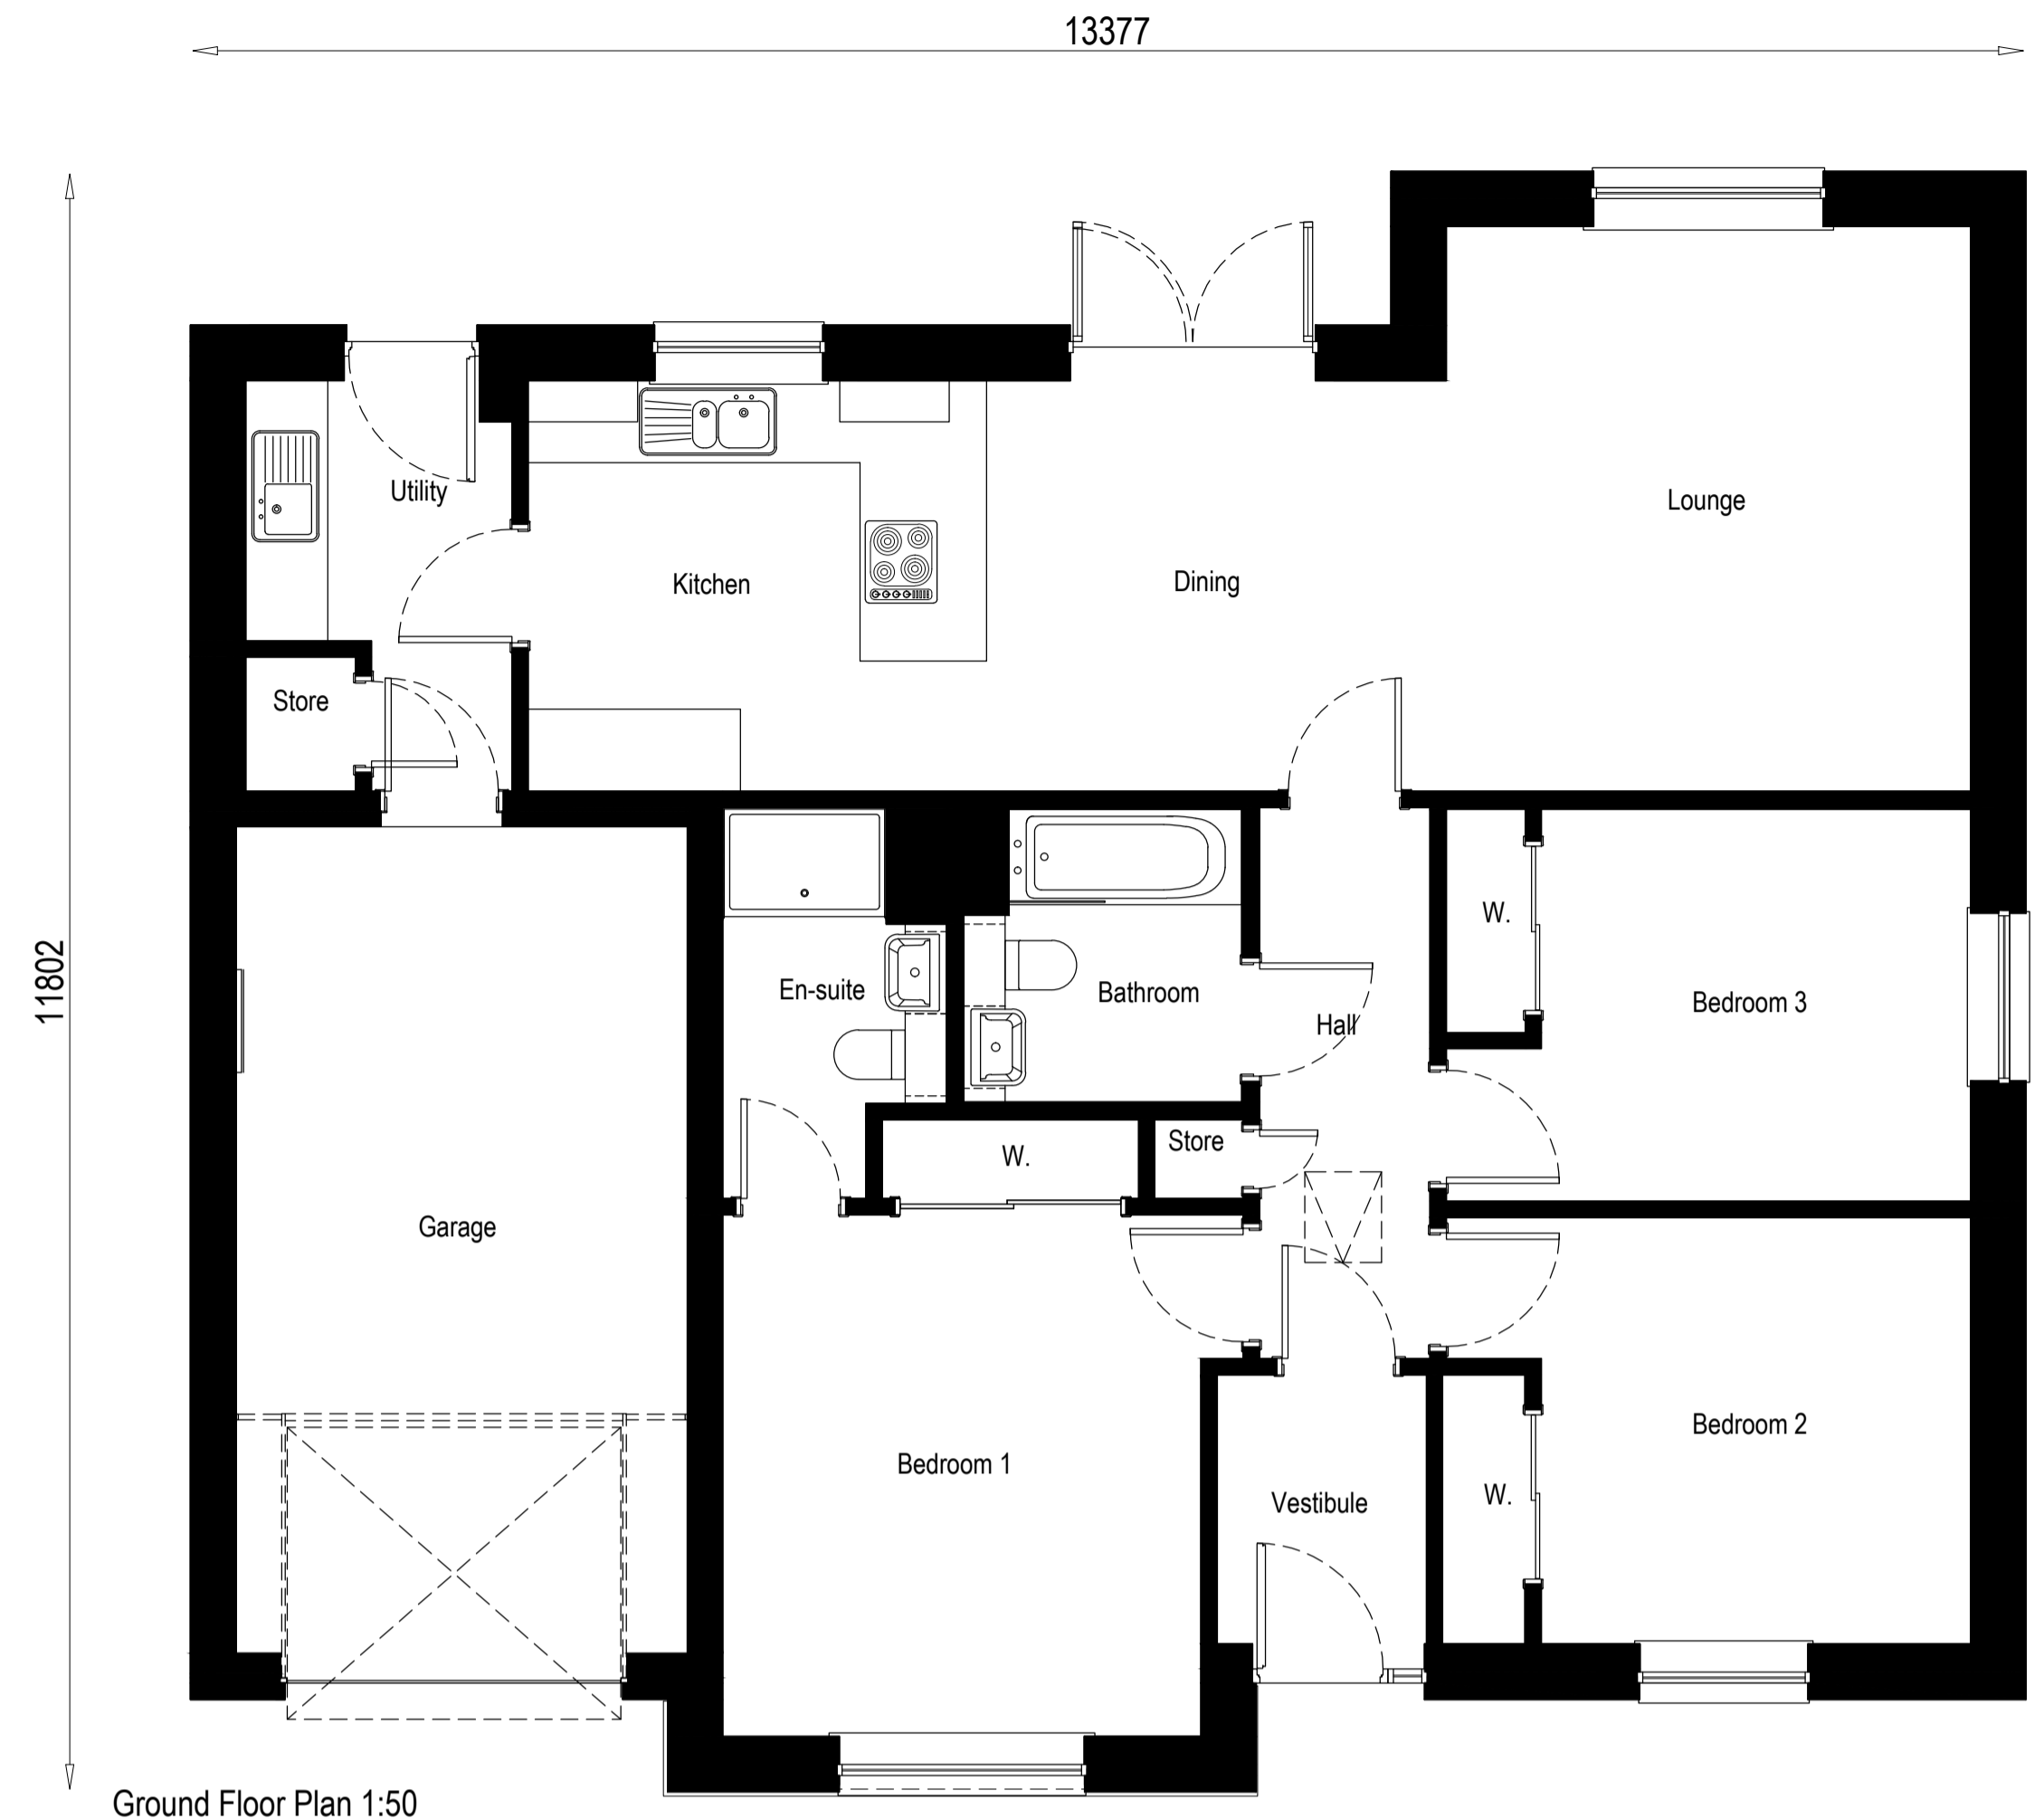 13377
Utility
Lounge
Kitchen
Dining
Store
11802
W.
En-suite
Bathroom
Hall
Bedroom 3
Store
W.
Garage
Bedroom 1
Vestibule
W.
Bedroom 2
Ground Floor Plan 1:50